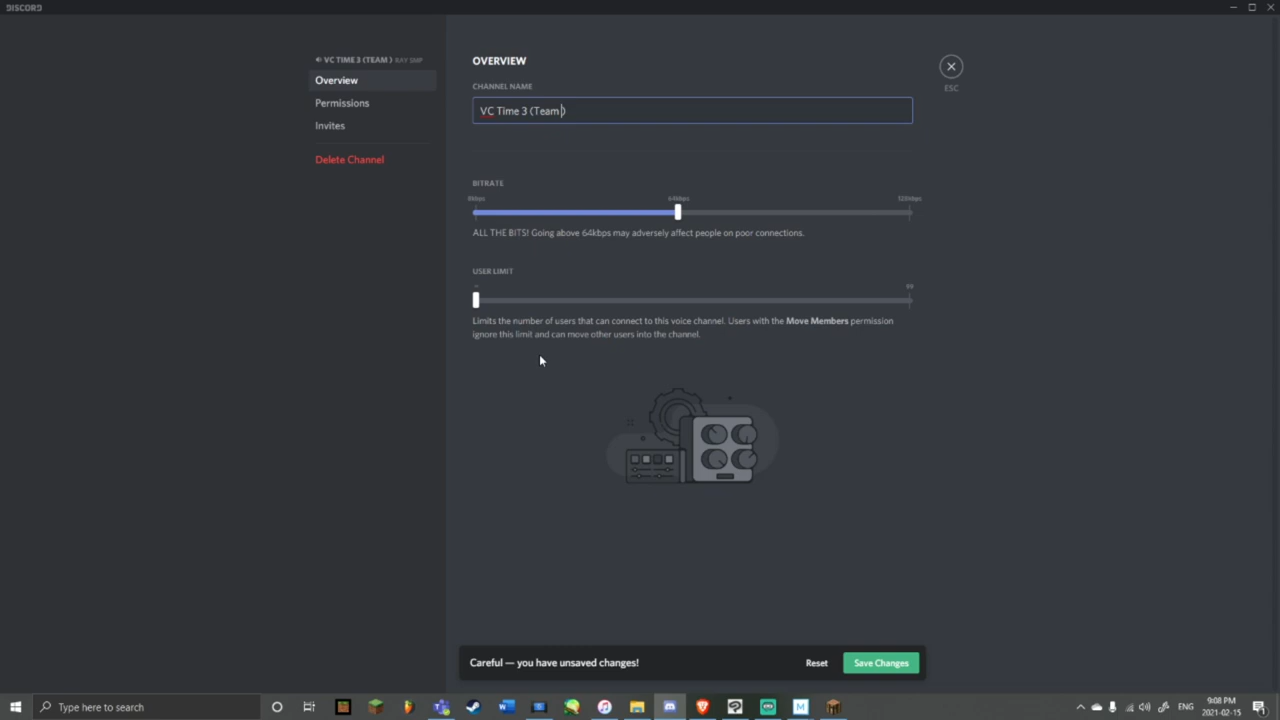 DISCORD
VC TIME 3 (TEAM )
Overview
Permissions
Invites
Delete Channel
OVERVIEW
ESC
CHANNEL NAME
VC Time 3 (Team )
BITRATE
8kbps 64kbps 128kbps
ALL THE BITS! Going above 64kbps may adversely affect people on poor connections.
USER LIMIT
99
Limits the number of users that can connect to this voice channel. Users with the Move Members permission
ignore this limit and can move other users into the channel.
Careful — you have unsaved changes! Reset Save Changes
Type here to search
ENG
9:08 PM
2021-02-15